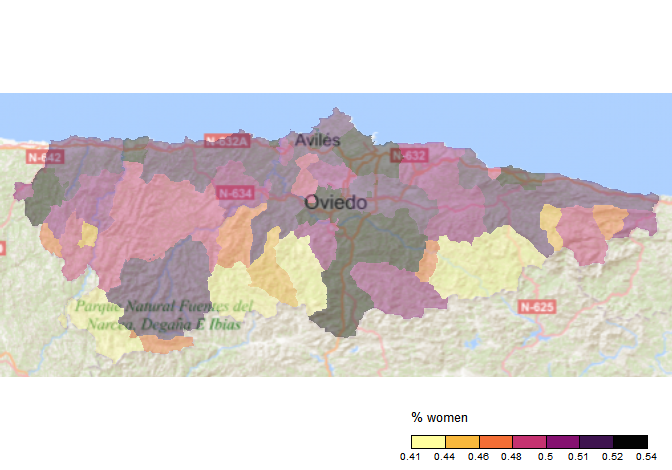 N-632A
Avilés
N-642
N-632
N-634
Oviedo
Parque Natural Fuentes del
Narcea, Degaña E Ibias
N-625
% women
0.41 0.44 0.46 0.48 0.5 0.51 0.52 0.54